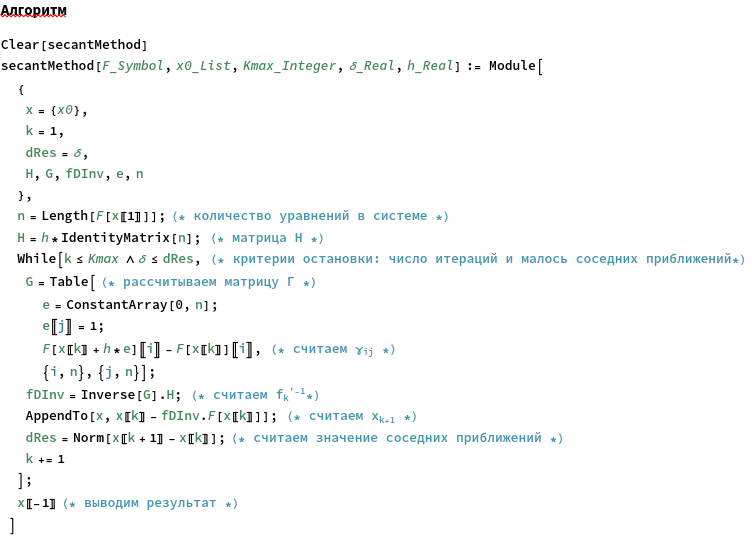 Алгоритм
Clear[secantMethod]
secantMethod[F_Symbol, x0_List, Kmax_Integer, δ_Real, h_Real] := Module[
{
x = {x0},
k = 1,
dRes = δ,
H, G, fDInv, e, n
},
n = Length[F[x〚1〛]]; (* количество уравнений в системе *)
H = h * IdentityMatrix[n]; (* матрица H *)
While[k ≤ Kmax ∧ δ ≤ dRes, (* критерии остановки: число итераций и малось соседних приближений*)
G = Table[ (* рассчитываем матрицу Г *)
e = ConstantArray[0, n];
e〚j〛 = 1;
F[x〚k〛 + h * e]〚i〛 - F[x〚k〛]〚i〛, (* считаем γij *)
{i, n}, {j, n}];
fDInv = Inverse[G].H; (* считаем fk'-1*)
AppendTo[x, x〚k〛 - fDInv.F[x〚k〛]]; (* считаем xk+1 *)
dRes = Norm[x〚k + 1〛 - x〚k〛]; (* считаем значение соседних приближений *)
k += 1
];
x〚-1〛 (* выводим результат *)
]